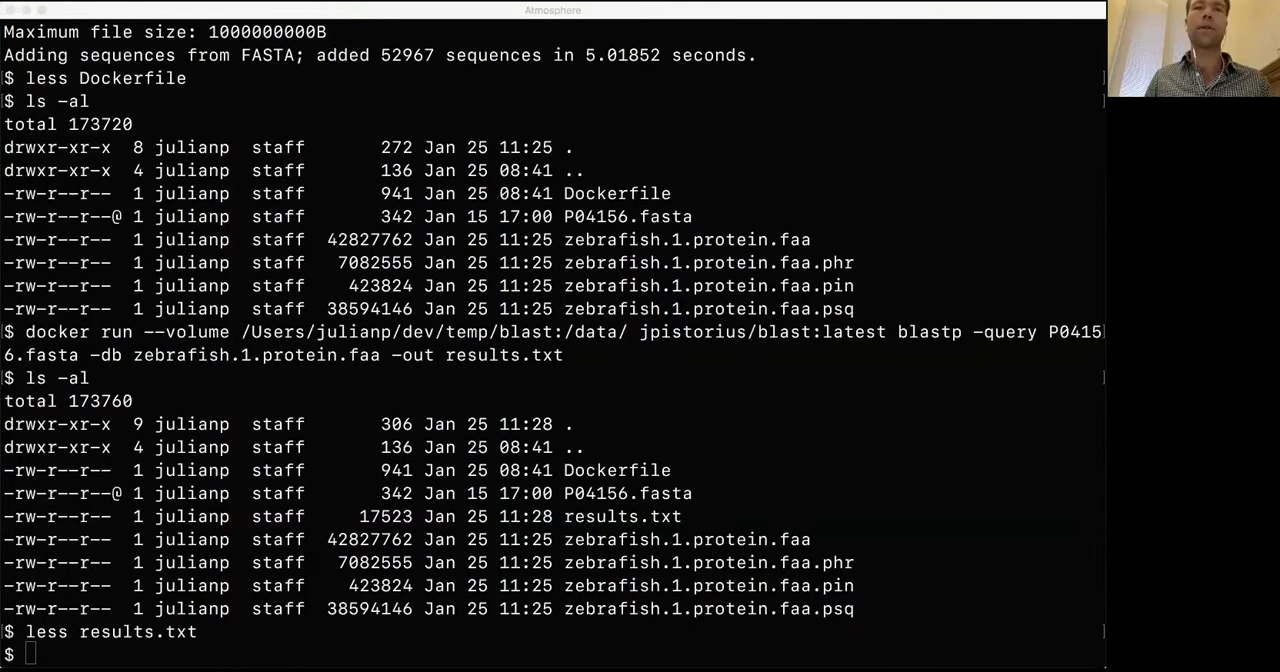 Atmosphere
Maximum file size: 1000000000B
Adding sequences from FASTA; added 52967 sequences in 5.01852 seconds.
$ less Dockerfile
$ ls -al
total 173720
drwxr-xr-x  8 julianp  staff       272 Jan 25 11:25 .
drwxr-xr-x  4 julianp  staff       136 Jan 25 08:41 ..
-rw-r--r--  1 julianp  staff       941 Jan 25 08:41 Dockerfile
-rw-r--r--@ 1 julianp  staff       342 Jan 15 17:00 P04156.fasta
-rw-r--r--  1 julianp  staff  42827762 Jan 25 11:25 zebrafish.1.protein.faa
-rw-r--r--  1 julianp  staff   7082555 Jan 25 11:25 zebrafish.1.protein.faa.phr
-rw-r--r--  1 julianp  staff    423824 Jan 25 11:25 zebrafish.1.protein.faa.pin
-rw-r--r--  1 julianp  staff  38594146 Jan 25 11:25 zebrafish.1.protein.faa.psq
$ docker run --volume /Users/julianp/dev/temp/blast:/data/ jpistorius/blast:latest blastp -query P0415
6.fasta -db zebrafish.1.protein.faa -out results.txt
$ ls -al
total 173760
drwxr-xr-x  9 julianp  staff       306 Jan 25 11:28 .
drwxr-xr-x  4 julianp  staff       136 Jan 25 08:41 ..
-rw-r--r--  1 julianp  staff       941 Jan 25 08:41 Dockerfile
-rw-r--r--@ 1 julianp  staff       342 Jan 15 17:00 P04156.fasta
-rw-r--r--  1 julianp  staff     17523 Jan 25 11:28 results.txt
-rw-r--r--  1 julianp  staff  42827762 Jan 25 11:25 zebrafish.1.protein.faa
-rw-r--r--  1 julianp  staff   7082555 Jan 25 11:25 zebrafish.1.protein.faa.phr
-rw-r--r--  1 julianp  staff    423824 Jan 25 11:25 zebrafish.1.protein.faa.pin
-rw-r--r--  1 julianp  staff  38594146 Jan 25 11:25 zebrafish.1.protein.faa.psq
$ less results.txt
$